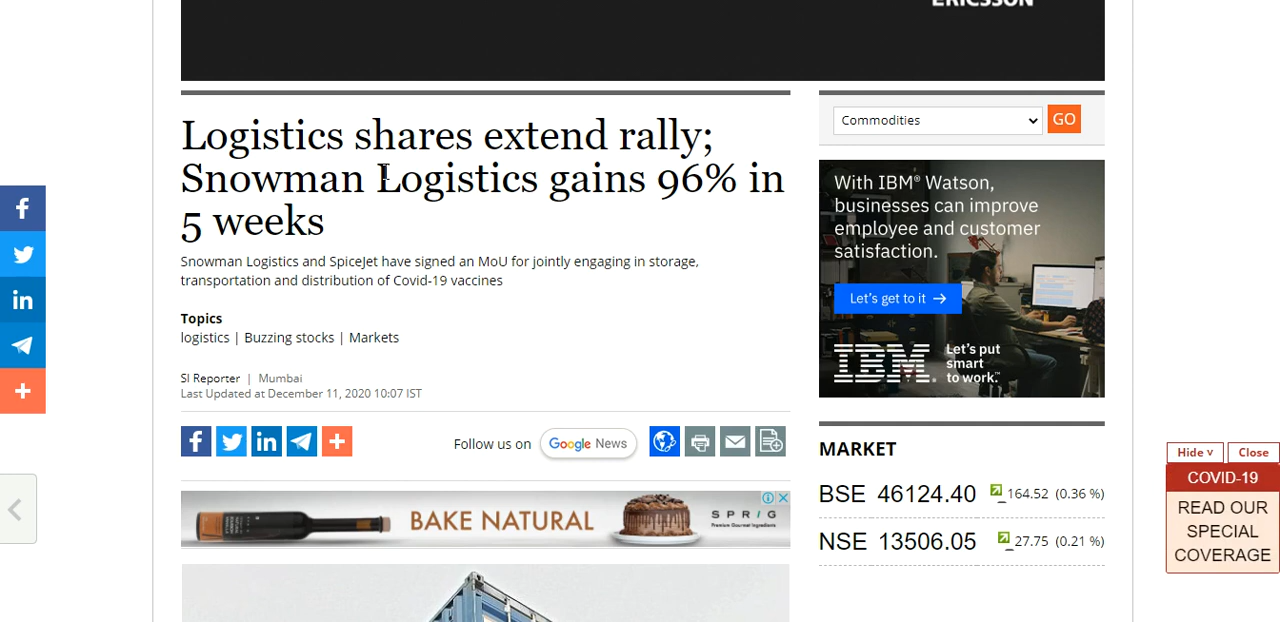 ERICSSON
Logistics shares extend rally;
Snowman Logistics gains 96% in
5 weeks
Snowman Logistics and SpiceJet have signed an MoU for jointly engaging in storage,
transportation and distribution of Covid-19 vaccines
Topics
logistics | Buzzing stocks | Markets
SI Reporter | Mumbai
Last Updated at December 11, 2020 10:07 IST
Follow us on Google News
BAKE NATURAL
SPRIG
Premium Gourmet Ingredients
Commodities
GO
With IBM® Watson,
businesses can improve
employee and customer
satisfaction.
Let's get to it →
IBM®
Let's put
smart
to work.™
MARKET
BSE 46124.40 164.52 (0.36 %)
NSE 13506.05 27.75 (0.21 %)
Hide v Close
COVID-19
READ OUR
SPECIAL
COVERAGE